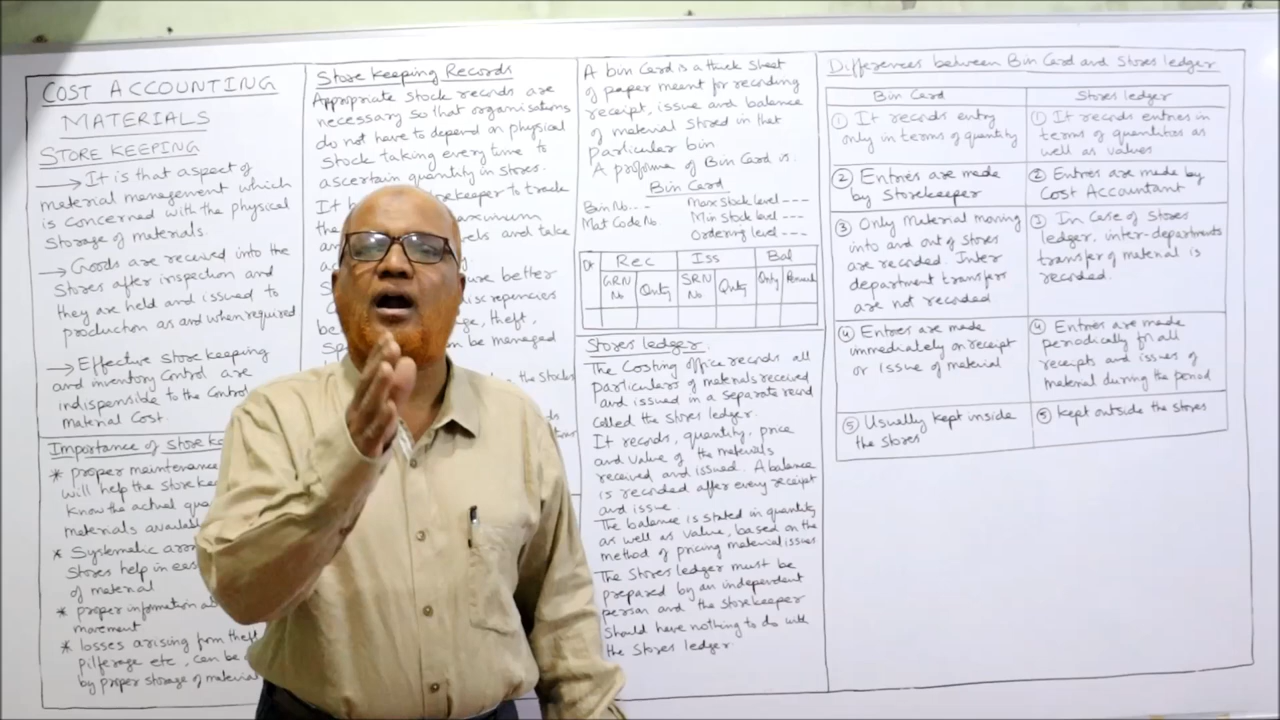 COST ACCOUNTING
MATERIALS
STORE KEEPING
→ It is that aspect of
material management which
is concerned with the physical
storage of materials.
→ Goods are received into the
Stores after inspection and
they are held and issued to
production as and when required
→ Effective store keeping
and inventory control are
indispensible to the Control
material Cost
Importance of store
* proper maintenance
will help the store
know the actual
materials
* Systematic
Stores help in
of material
* proper information
movement
* losses arising from theft
pilferage etc, can be
by proper storage of material
Store keeping Records
Appropriate stock records are
necessary so that organisations
do not have to depend on physical
stock taking every time to
ascertain quantity in stores.
It keeper to track
the
and take
better
be theft,
can be managed
the stocks
A bin Card is a thick sheet
of paper meant for recording
receipt, issue and balance
of material stored in that
particular bin
A proforma of Bin Card is.
Bin Card
Bin No. -- Max stock level ---
Mat Code No. Min stock level ---
Ordering level ---
Rec Iss Bal
GRN No Qnty SRN No Qnty Qnty
Stores ledger.
The Costing office records all
particulars of materials received
and issued in a separate record
called the stores ledger.
It records, quantity, price
and value of the materials
received and issued. A balance
is recorded after every receipt
and issue.
The balance is stated in quantity
as well as value, based on the
method of pricing material issues
The stores ledger must be
prepared by an independent
person and the storekeeper
should have nothing to do with
the stores ledger
Differences between Bin Card and Stores ledger
Bin Card Stores ledger
① It records entry
only in terms of quantity
① It records entries in
terms of quantities as
well as values
② Entries are made
by Storekeeper
② Entries are made by
Cost Accountant
③ Only Material moving
into and out of stores
are recorded. Inter
department transfers
are not recorded
③ In Case of stores
ledger, inter-departments
transfer of material is
recorded.
④ Entries are made
immediately on receipt
or issue of material
④ Entries are made
periodically for all
receipts and issues of
material during the period
⑤ Usually kept inside
the stores
⑤ kept outside the stores